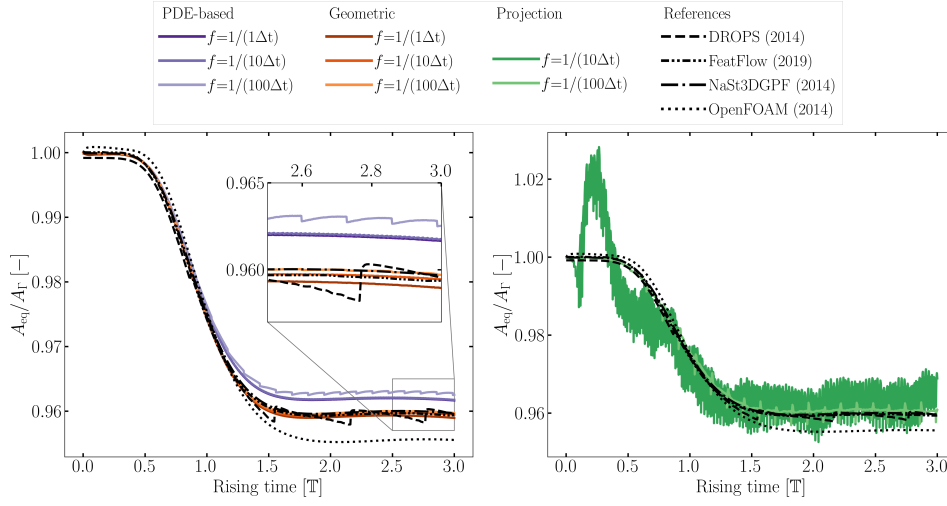 PDE-based Geometric Projection References
f=1/(1Δt) f=1/(1Δt) DROPS (2014)
f=1/(10Δt) f=1/(10Δt) f=1/(10Δt) FeatFlow (2019)
f=1/(100Δt) f=1/(100Δt) f=1/(100Δt) NaSt3DGPF (2014)
OpenFOAM (2014)
A_eq/A_Γ [−]
1.00
0.99
0.98
0.97
0.96
2.6 2.8 3.0
0.965
0.960
0.0 0.5 1.0 1.5 2.0 2.5 3.0
Rising time [𝕋]
A_eq/A_Γ [−]
1.02
1.00
0.98
0.96
0.0 0.5 1.0 1.5 2.0 2.5 3.0
Rising time [𝕋]